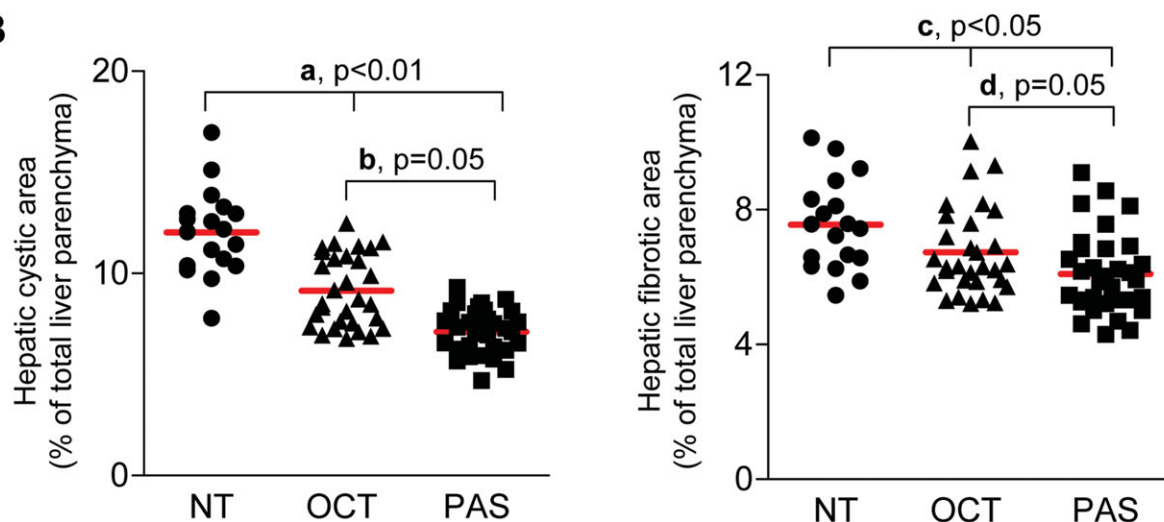 B
Hepatic cystic area
(% of total liver parenchyma)
20
10
0
a, p<0.01
b, p=0.05
NT OCT PAS
Hepatic fibrotic area
(% of total liver parenchyma)
12
8
4
0
c, p<0.05
d, p=0.05
NT OCT PAS